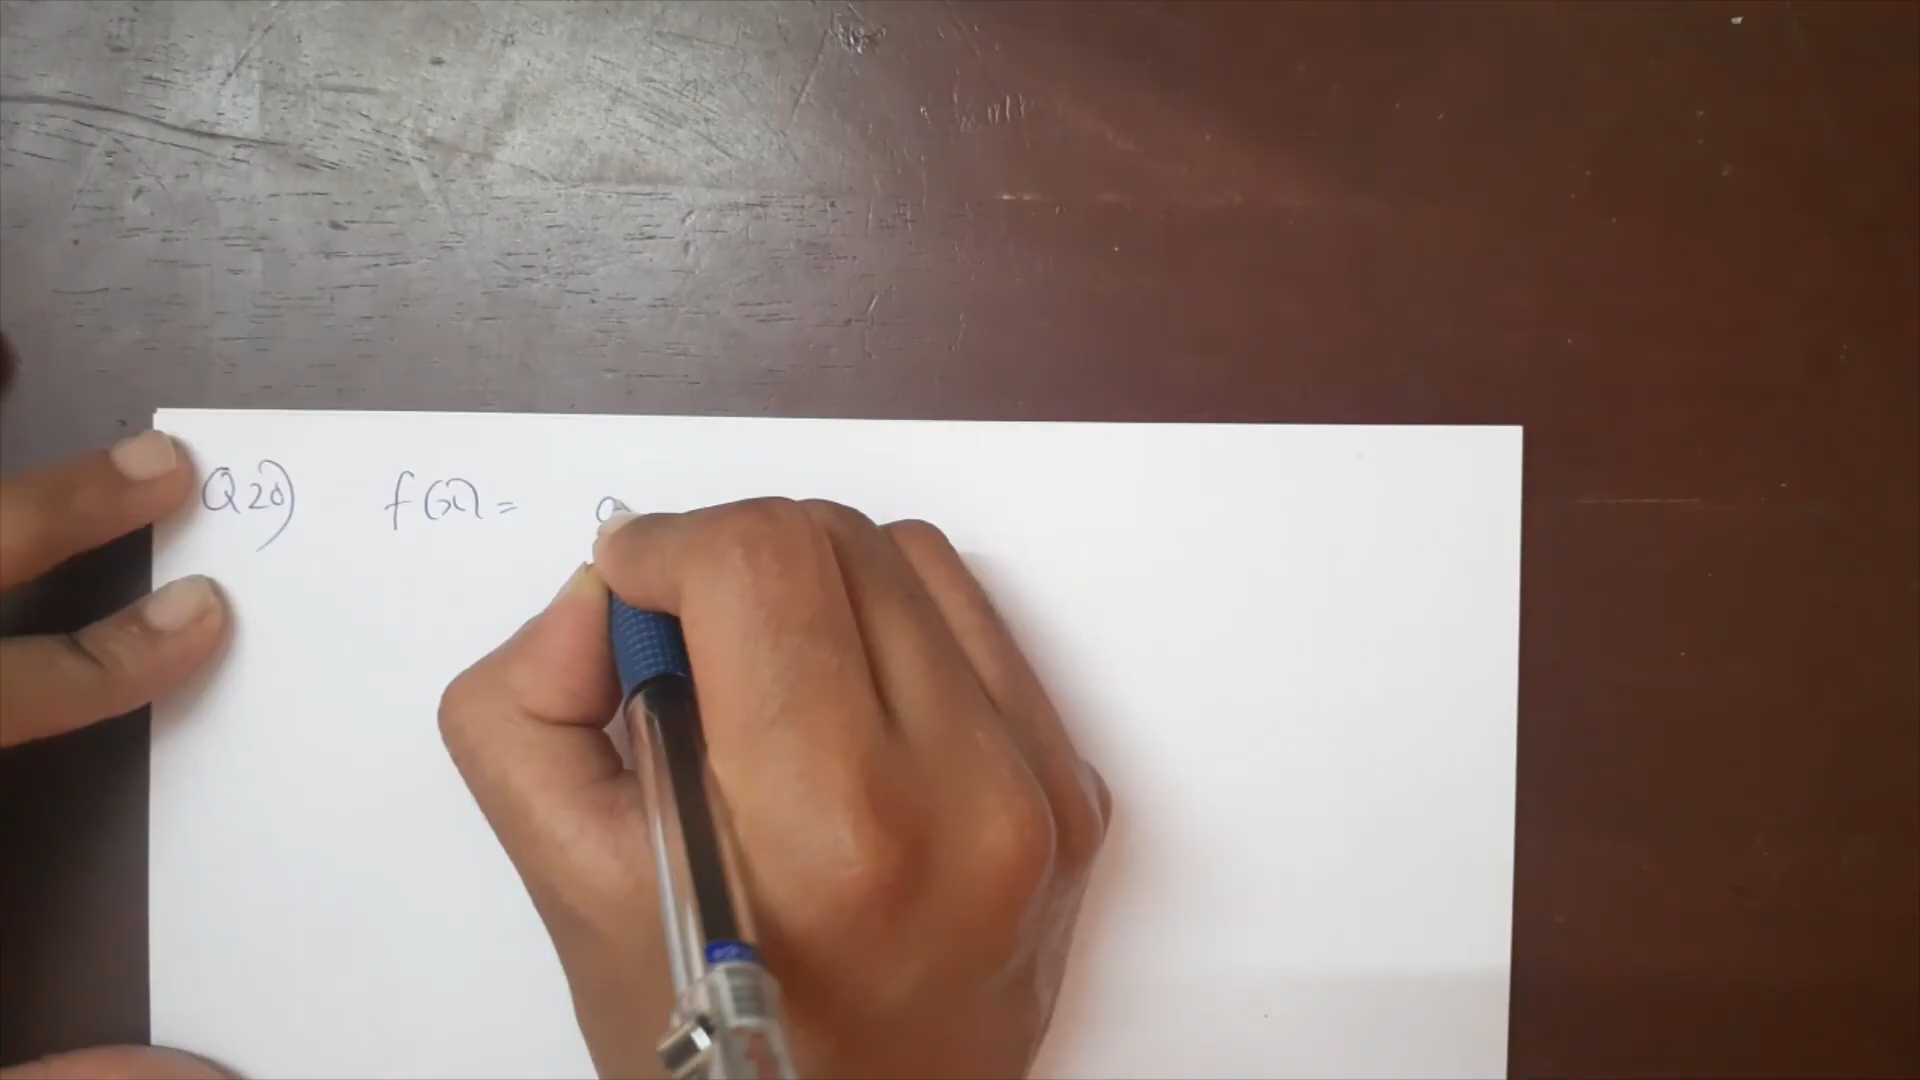 Q20) f(x) =